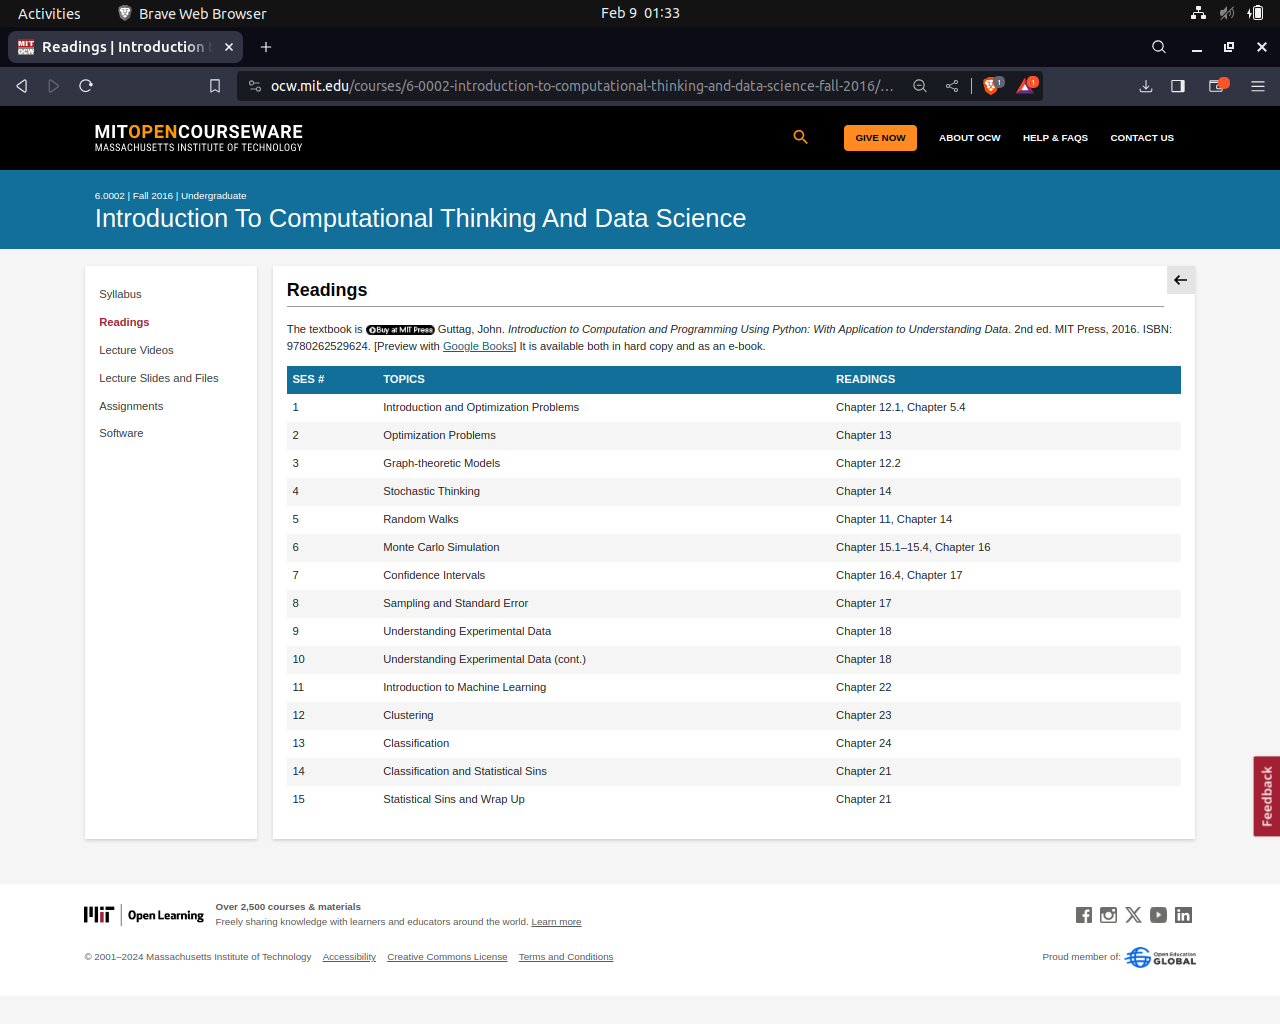 Activities
Brave Web Browser
Feb 9 01:33
MIT OCW
Readings | Introduction
ocw.mit.edu/courses/6-0002-introduction-to-computational-thinking-and-data-science-fall-2016/…
1
1
MITOPENCOURSEWARE
MASSACHUSETTS INSTITUTE OF TECHNOLOGY
GIVE NOW
ABOUT OCW
HELP & FAQS
CONTACT US
6.0002 | Fall 2016 | Undergraduate
Introduction To Computational Thinking And Data Science
Syllabus
Readings
Lecture Videos
Lecture Slides and Files
Assignments
Software
Readings
The textbook is Buy at MIT Press Guttag, John. Introduction to Computation and Programming Using Python: With Application to Understanding Data. 2nd ed. MIT Press, 2016. ISBN:
9780262529624. [Preview with Google Books] It is available both in hard copy and as an e-book.
SES # TOPICS READINGS
1 Introduction and Optimization Problems Chapter 12.1, Chapter 5.4
2 Optimization Problems Chapter 13
3 Graph-theoretic Models Chapter 12.2
4 Stochastic Thinking Chapter 14
5 Random Walks Chapter 11, Chapter 14
6 Monte Carlo Simulation Chapter 15.1–15.4, Chapter 16
7 Confidence Intervals Chapter 16.4, Chapter 17
8 Sampling and Standard Error Chapter 17
9 Understanding Experimental Data Chapter 18
10 Understanding Experimental Data (cont.) Chapter 18
11 Introduction to Machine Learning Chapter 22
12 Clustering Chapter 23
13 Classification Chapter 24
14 Classification and Statistical Sins Chapter 21
15 Statistical Sins and Wrap Up Chapter 21
Feedback
MIT Open Learning
Over 2,500 courses & materials
Freely sharing knowledge with learners and educators around the world. Learn more
© 2001–2024 Massachusetts Institute of Technology Accessibility Creative Commons License Terms and Conditions
Proud member of: Open Education GLOBAL